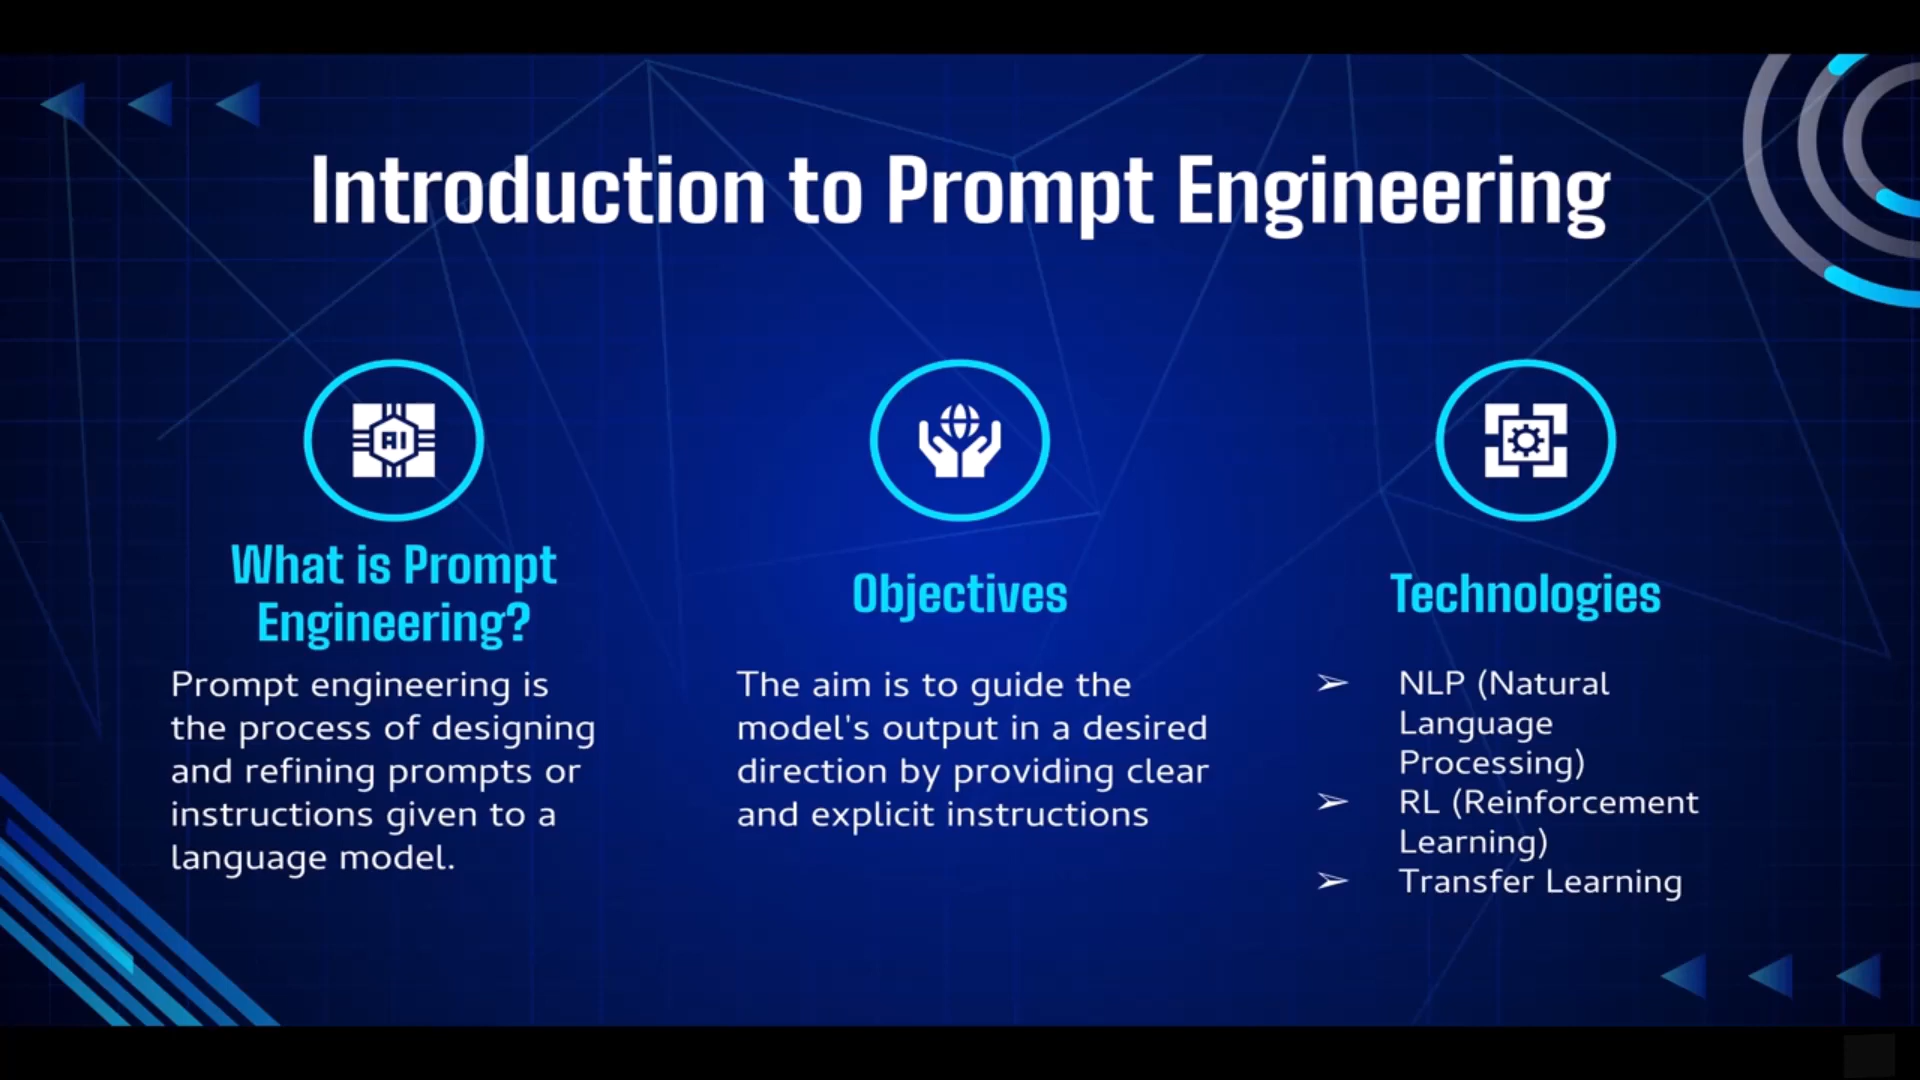 Introduction to Prompt Engineering
AI
What is Prompt
Engineering?
Prompt engineering is
the process of designing
and refining prompts or
instructions given to a
language model.
Objectives
The aim is to guide the
model's output in a desired
direction by providing clear
and explicit instructions
Technologies
➢ NLP (Natural
Language
Processing)
➢ RL (Reinforcement
Learning)
➢ Transfer Learning